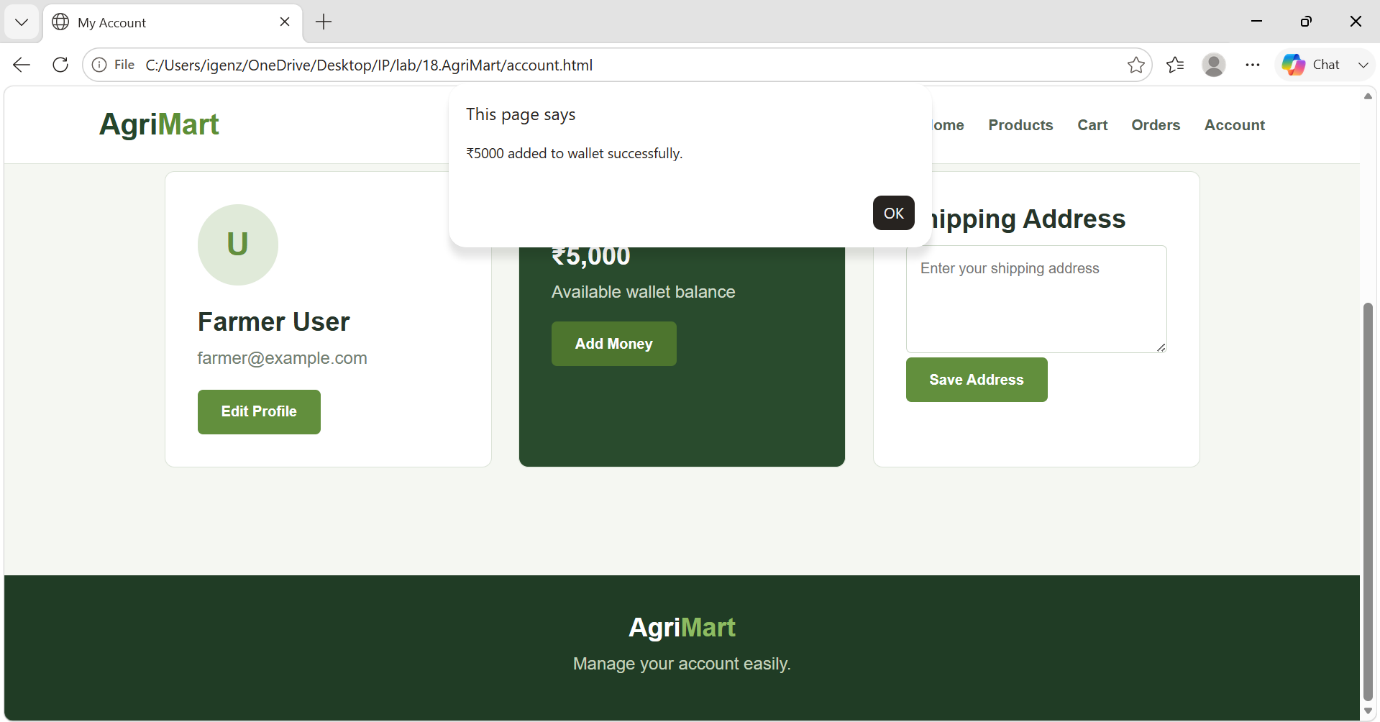 My Account
File C:/Users/igenz/OneDrive/Desktop/IP/lab/18.AgriMart/account.html
Chat
AgriMart
Products Cart Orders Account
This page says
₹5000 added to wallet successfully.
OK
U
Farmer User
farmer@example.com
Edit Profile
₹5,000
Available wallet balance
Add Money
Address
Enter your shipping address
Save Address
AgriMart
Manage your account easily.